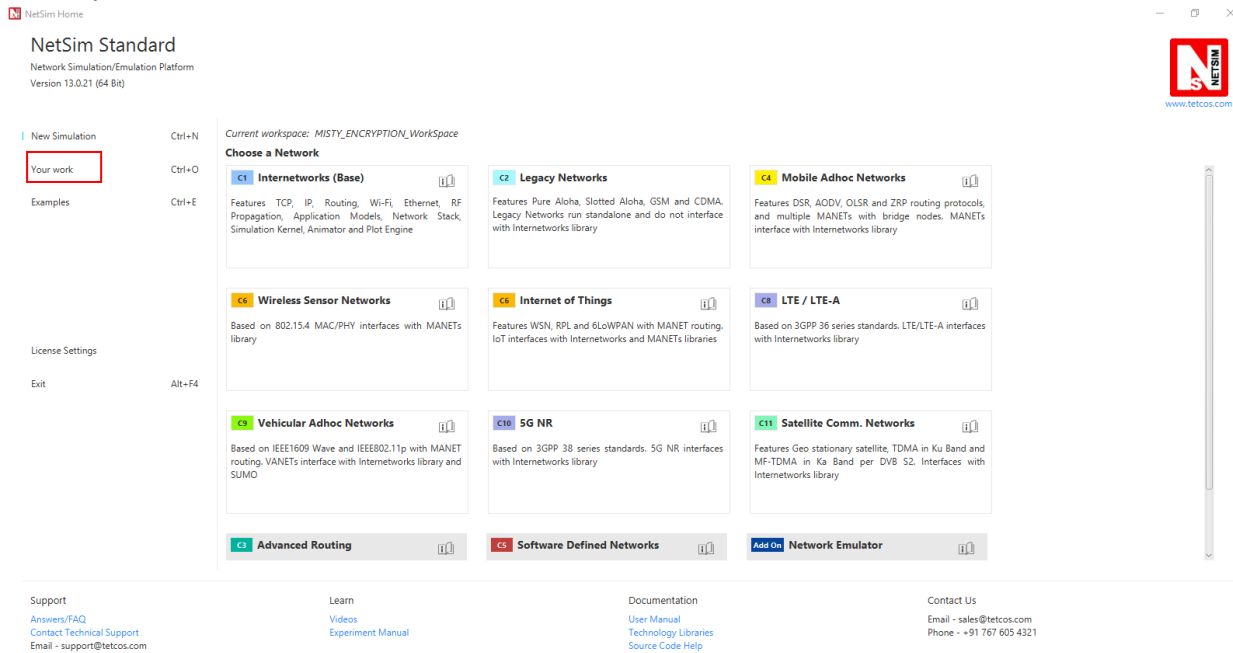 NetSim Home
NetSim Standard
Network Simulation/Emulation Platform
Version 13.0.21 (64 Bit)
NETSIM
www.tetcos.com
New Simulation Ctrl+N
Your work Ctrl+O
Examples Ctrl+E
License Settings
Exit Alt+F4
Current workspace: MISTY_ENCRYPTION_WorkSpace
Choose a Network
C1 Internetworks (Base)
Features TCP, IP, Routing, Wi-Fi, Ethernet, RF
Propagation, Application Models, Network Stack,
Simulation Kernel, Animator and Plot Engine
C2 Legacy Networks
Features Pure Aloha, Slotted Aloha, GSM and CDMA.
Legacy Networks run standalone and do not interface
with Internetworks library
C4 Mobile Adhoc Networks
Features DSR, AODV, OLSR and ZRP routing protocols,
and multiple MANETs with bridge nodes. MANETs
interface with Internetworks library
C6 Wireless Sensor Networks
Based on 802.15.4 MAC/PHY interfaces with MANETs
library
C6 Internet of Things
Features WSN, RPL and 6LoWPAN with MANET routing.
IoT interfaces with Internetworks and MANETs libraries
C8 LTE / LTE-A
Based on 3GPP 36 series standards. LTE/LTE-A interfaces
with Internetworks library
C9 Vehicular Adhoc Networks
Based on IEEE1609 Wave and IEEE802.11p with MANET
routing. VANETs interface with Internetworks library and
SUMO
C10 5G NR
Based on 3GPP 38 series standards. 5G NR interfaces
with Internetworks library
C11 Satellite Comm. Networks
Features Geo stationary satellite, TDMA in Ku Band and
MF-TDMA in Ka Band per DVB S2. Interfaces with
Internetworks library
C3 Advanced Routing
C5 Software Defined Networks
Add On Network Emulator
Support
Answers/FAQ
Contact Technical Support
Email - support@tetcos.com
Learn
Videos
Experiment Manual
Documentation
User Manual
Technology Libraries
Source Code Help
Contact Us
Email - sales@tetcos.com
Phone - +91 767 605 4321